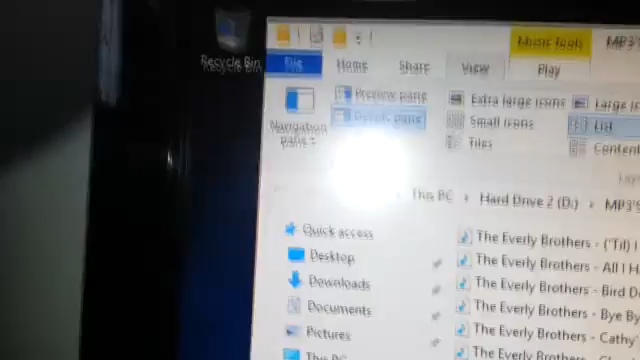 Recycle Bin
Music Tools
MP3'S
File
Home
Share
View
Play
Navigation pane
Preview pane
Details pane
Extra large icons
Large
Small icons
List
Tiles
Content
This PC › Hard Drive 2 (D:) › MP3'S
Quick access
Desktop
Downloads
Documents
Pictures
This PC
The Everly Brothers - ('Til) I
The Everly Brothers - All I H
The Everly Brothers - Bird D
The Everly Brothers - Bye By
The Everly Brothers - Cathy
The Everly Brothers -